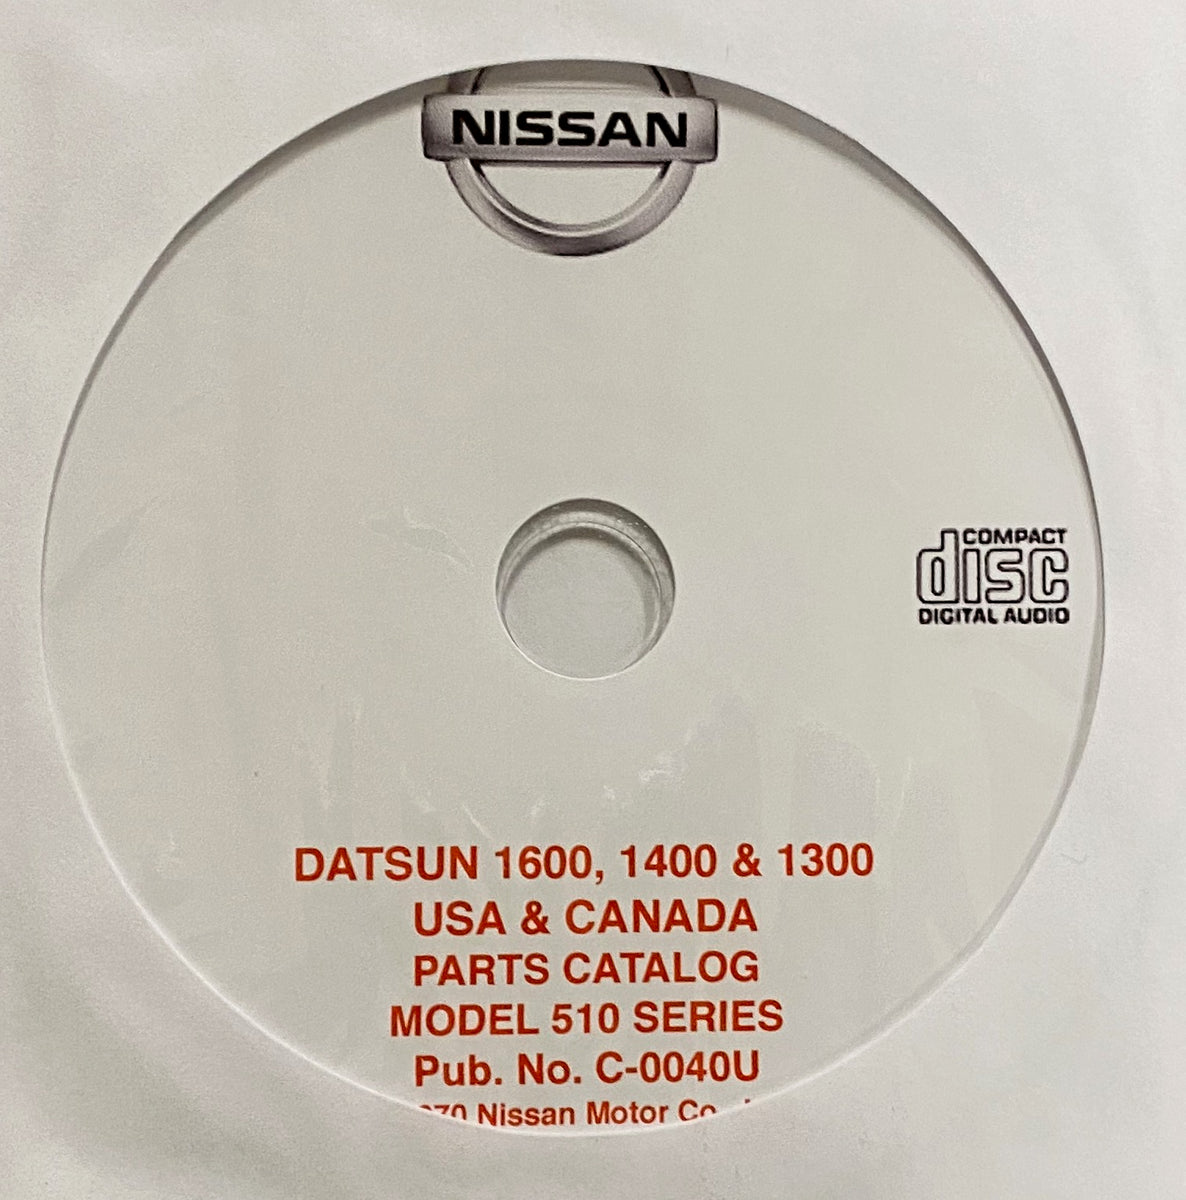 NISSAN
COMPACT
disc
DIGITAL AUDIO
DATSUN 1600, 1400 & 1300
USA & CANADA
PARTS CATALOG
MODEL 510 SERIES
Pub. No. C-0040U
Nissan Motor Co